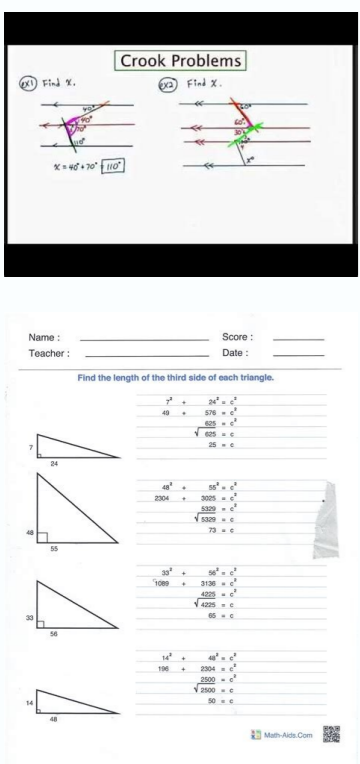 Crook Problems
ex1) Find x.
40°
40°
70°
110°
x = 40° + 70° = 110°
ex2) Find x.
60°
60°
30°
x°
Name :
Score :
Teacher :
Date :
Find the length of the third side of each triangle.
7
24
7² + 24² = c²
49 + 576 = c²
625 = c²
√625 = c
25 = c
48
55
48² + 55² = c²
2304 + 3025 = c²
5329 = c²
√5329 = c
73 = c
33
56
33² + 56² = c²
1089 + 3136 = c²
4225 = c²
√4225 = c
65 = c
14
48
14² + 48² = c²
196 + 2304 = c²
2500 = c²
√2500 = c
50 = c
Math-Aids.Com